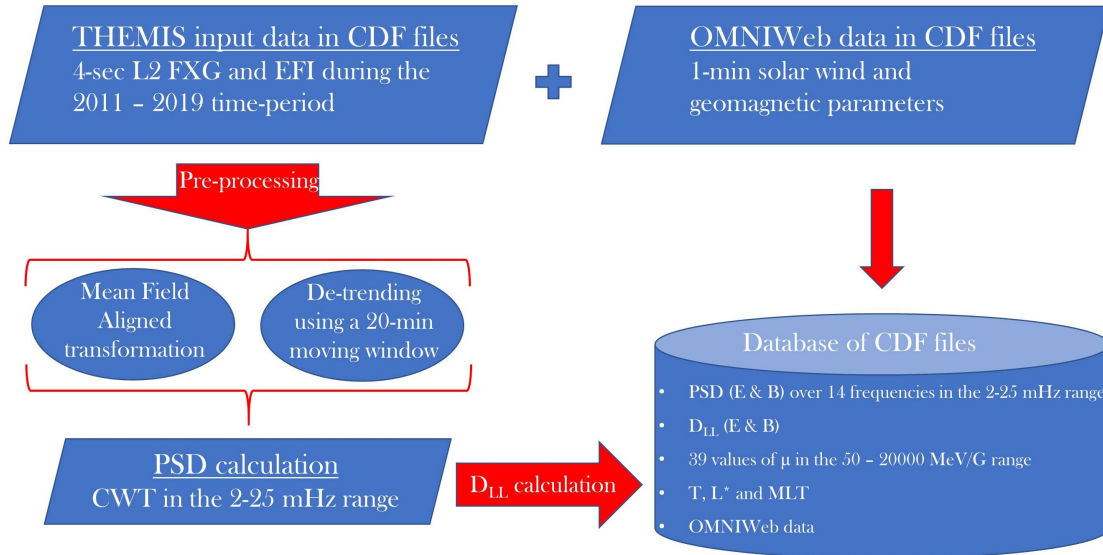 THEMIS input data in CDF files
4-sec L2 FXG and EFI during the
2011 – 2019 time-period
OMNIWeb data in CDF files
1-min solar wind and
geomagnetic parameters
Pre-processing
Mean Field
Aligned
transformation
De-trending
using a 20-min
moving window
PSD calculation
CWT in the 2-25 mHz range
D_LL calculation
Database of CDF files
• PSD (E & B) over 14 frequencies in the 2-25 mHz range
• D_LL (E & B)
• 39 values of μ in the 50 – 20000 MeV/G range
• T, L* and MLT
• OMNIWeb data